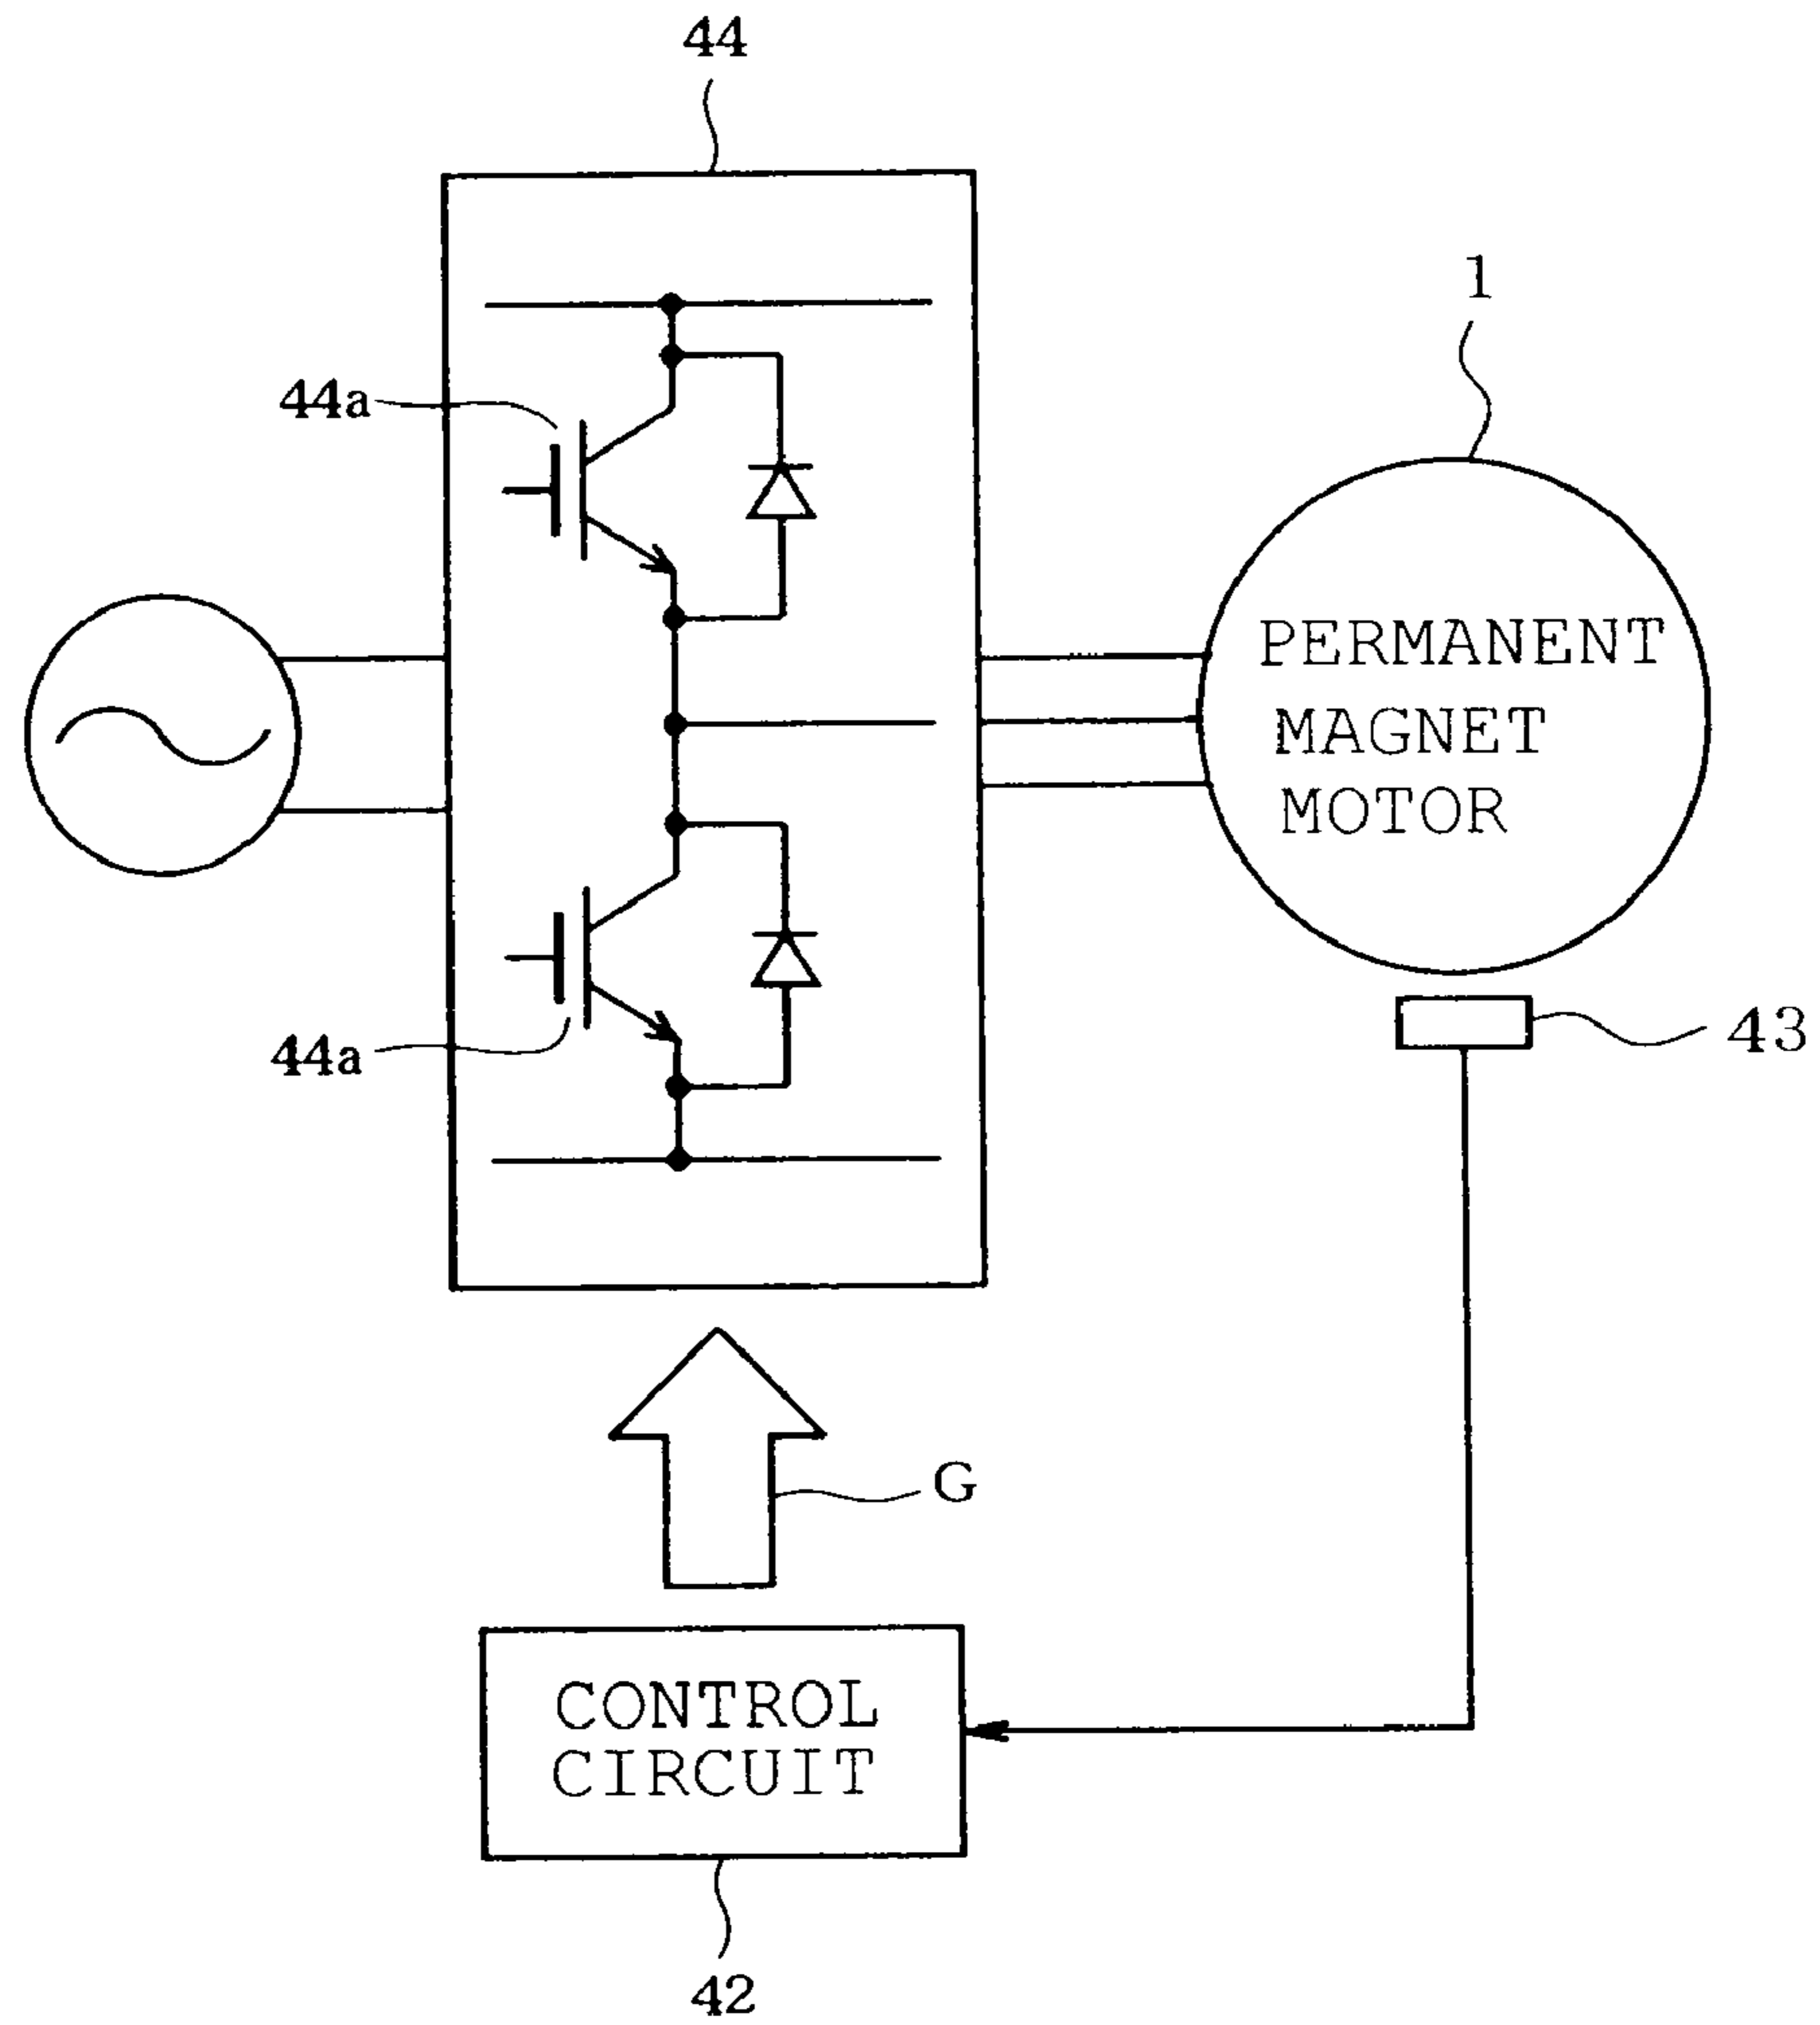 44
1
44a
PERMANENT
MAGNET
MOTOR
44a
43
G
CONTROL
CIRCUIT
42